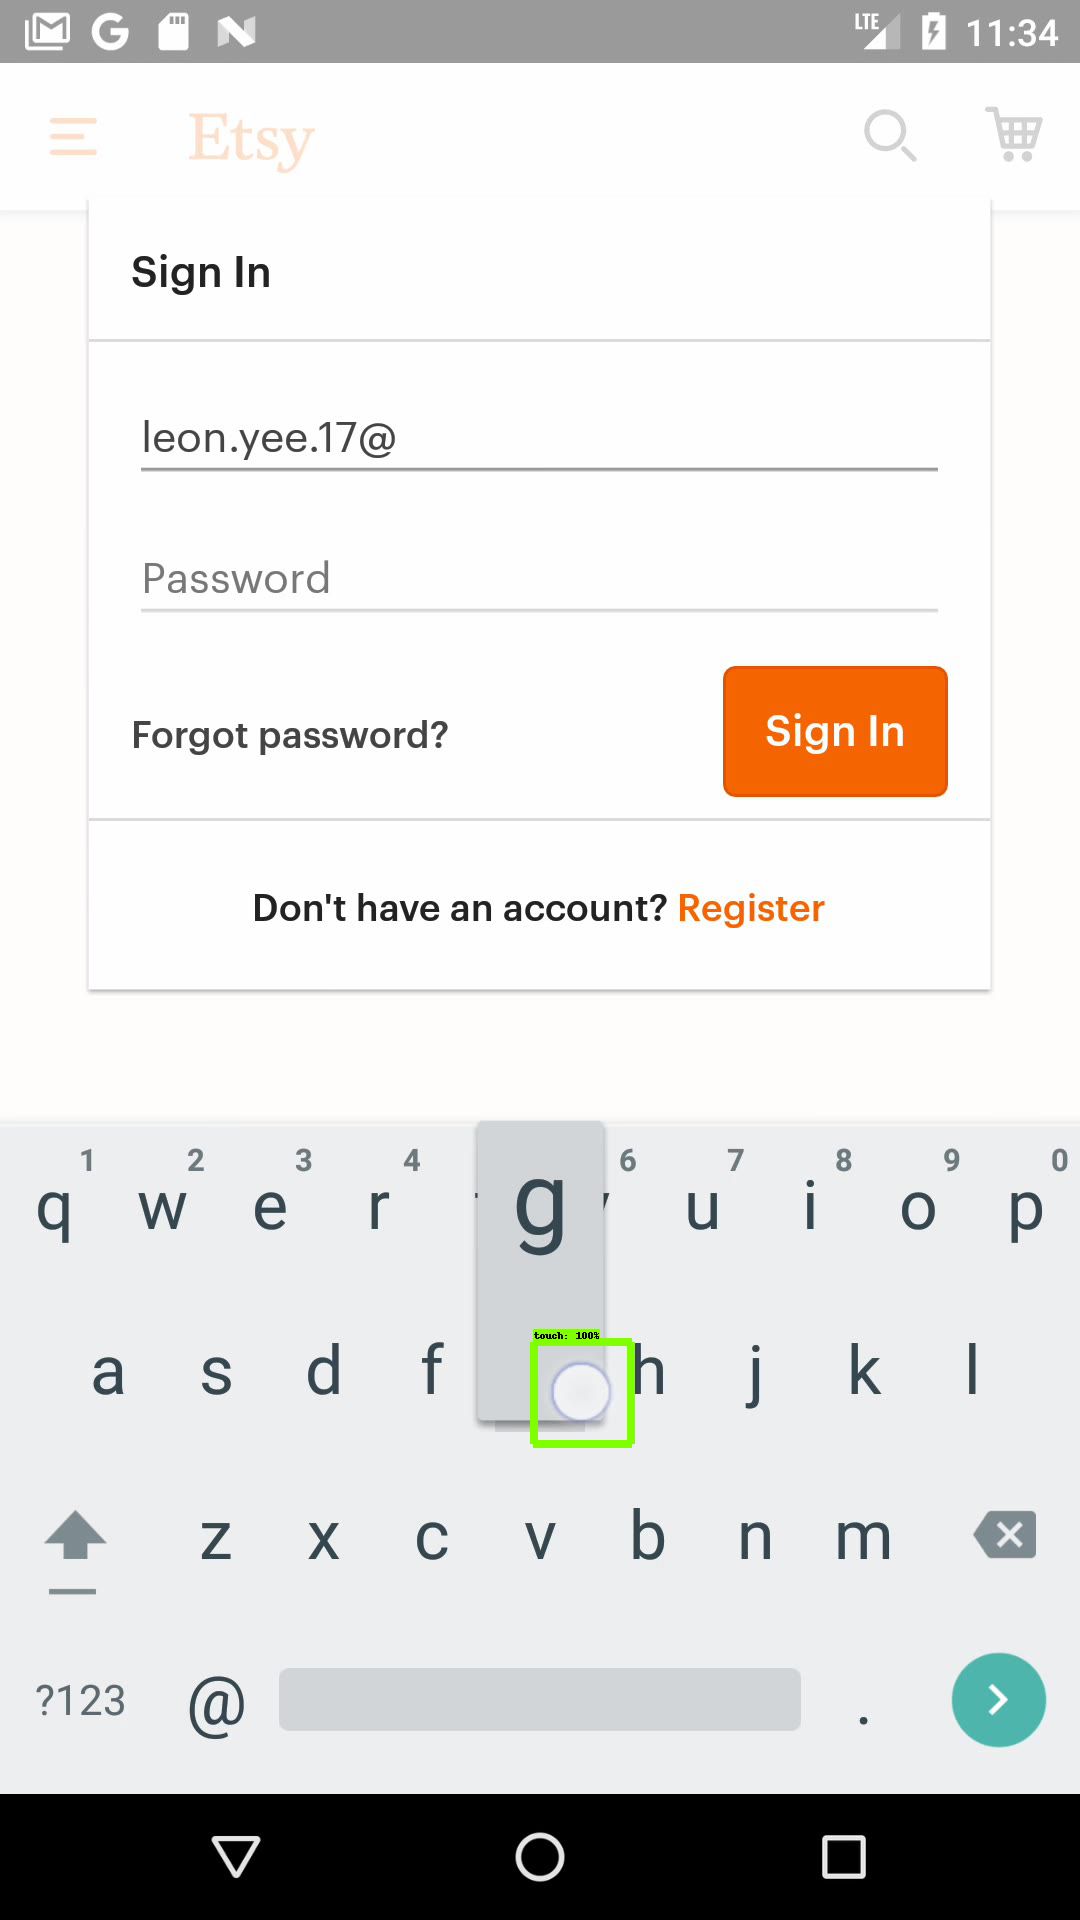 LTE 11:34
Etsy
Sign In
leon.yee.17@
Password
Forgot password?
Sign In
Don't have an account? Register
1 2 3 4 6 7 8 9 0
q w e r u i o p
g
touch: 100%
a s d f h j k l
z x c v b n m
?123 @ .